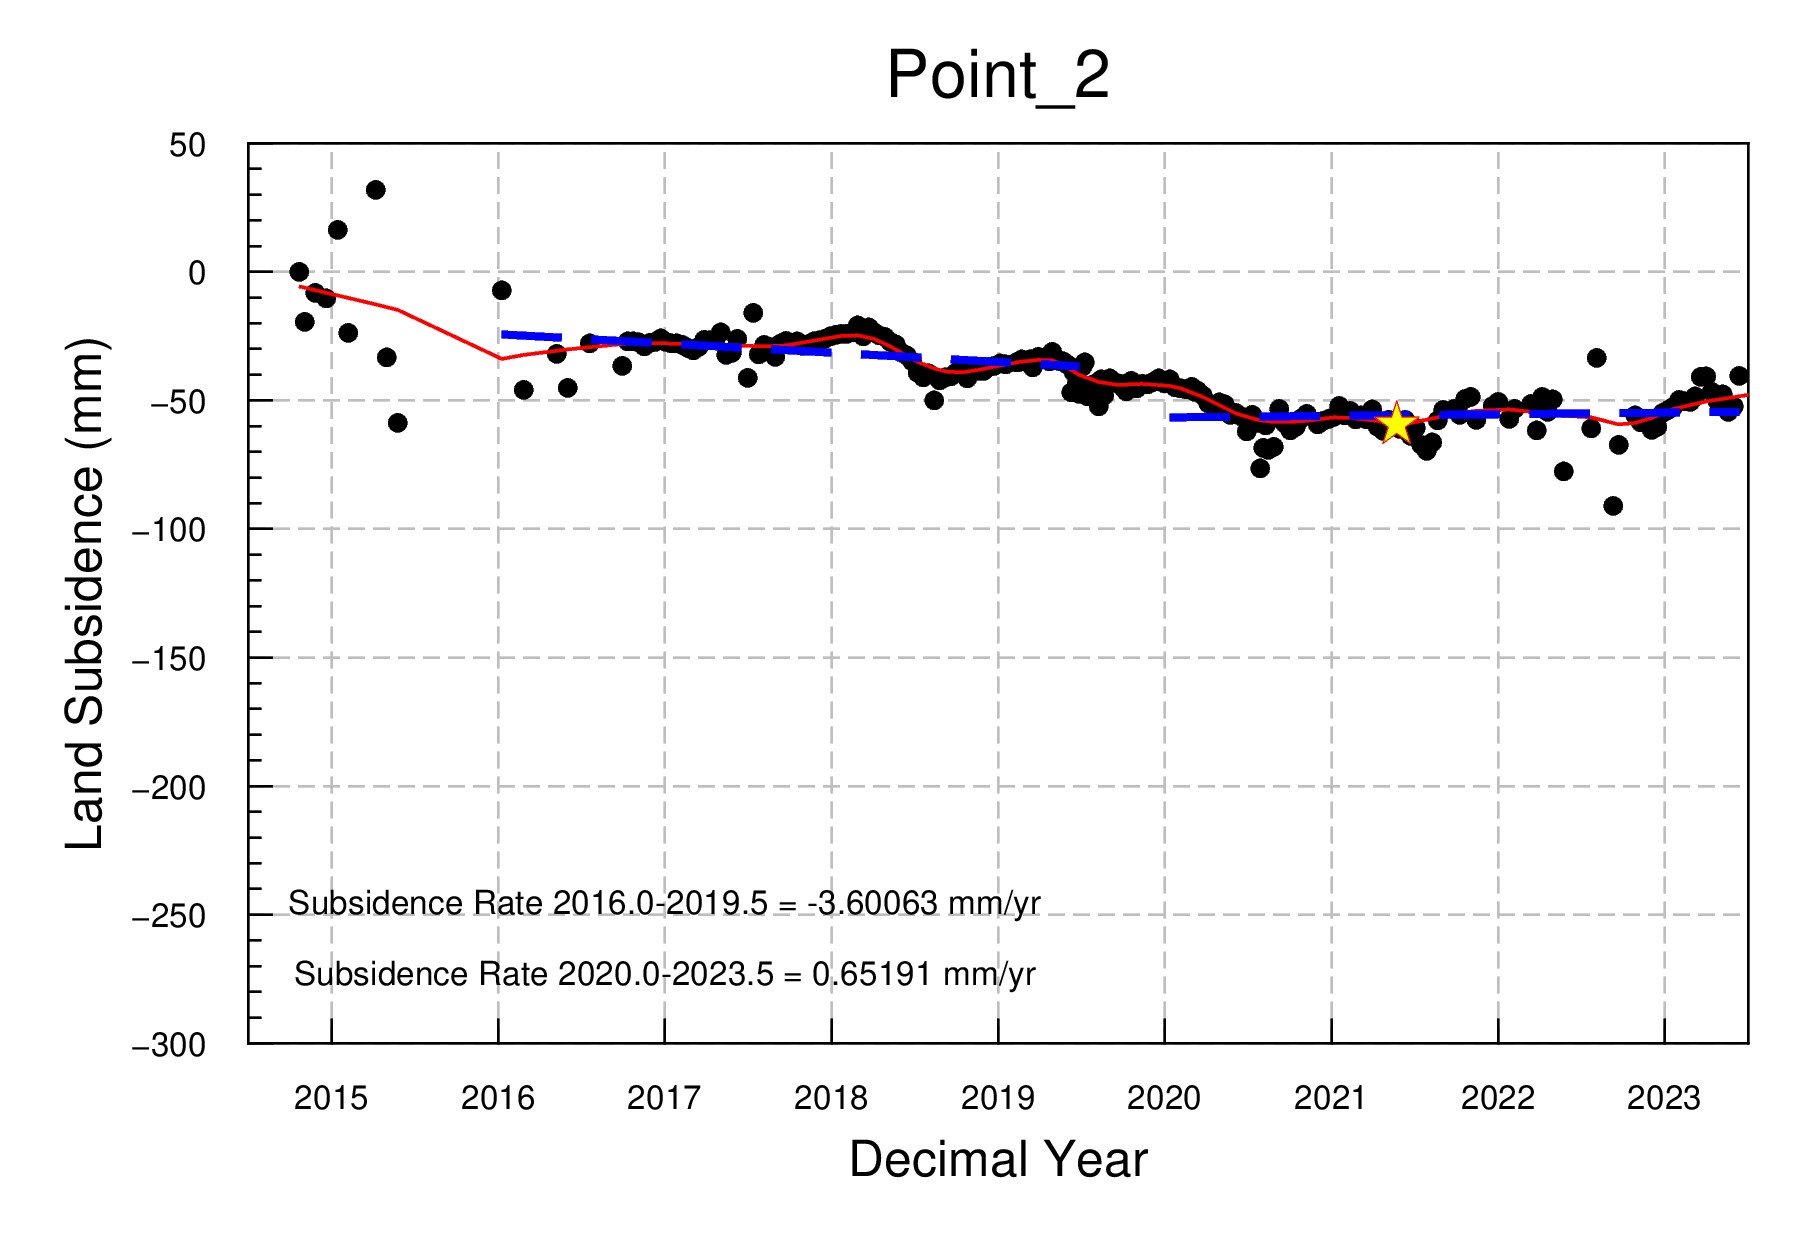 Point_2
50
0
−50
−100
−150
−200
−250
−300
Land Subsidence (mm)
Subsidence Rate 2016.0-2019.5 = -3.60063 mm/yr
Subsidence Rate 2020.0-2023.5 = 0.65191 mm/yr
2015 2016 2017 2018 2019 2020 2021 2022 2023
Decimal Year